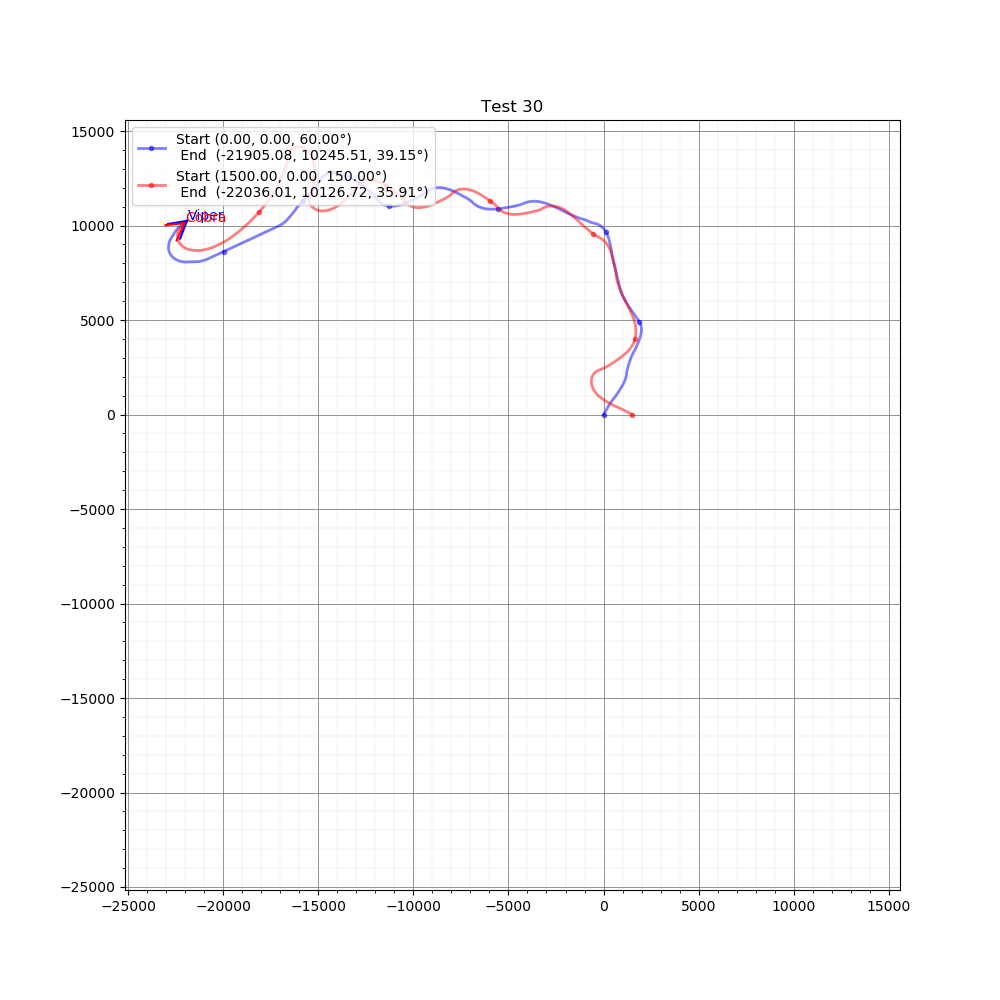 Test 30
Start (0.00, 0.00, 60.00°)
End  (-21905.08, 10245.51, 39.15°)
Start (1500.00, 0.00, 150.00°)
End  (-22036.01, 10126.72, 35.91°)
Viper
Cobra
15000
10000
5000
0
−5000
−10000
−15000
−20000
−25000
−25000 −20000 −15000 −10000 −5000 0 5000 10000 15000